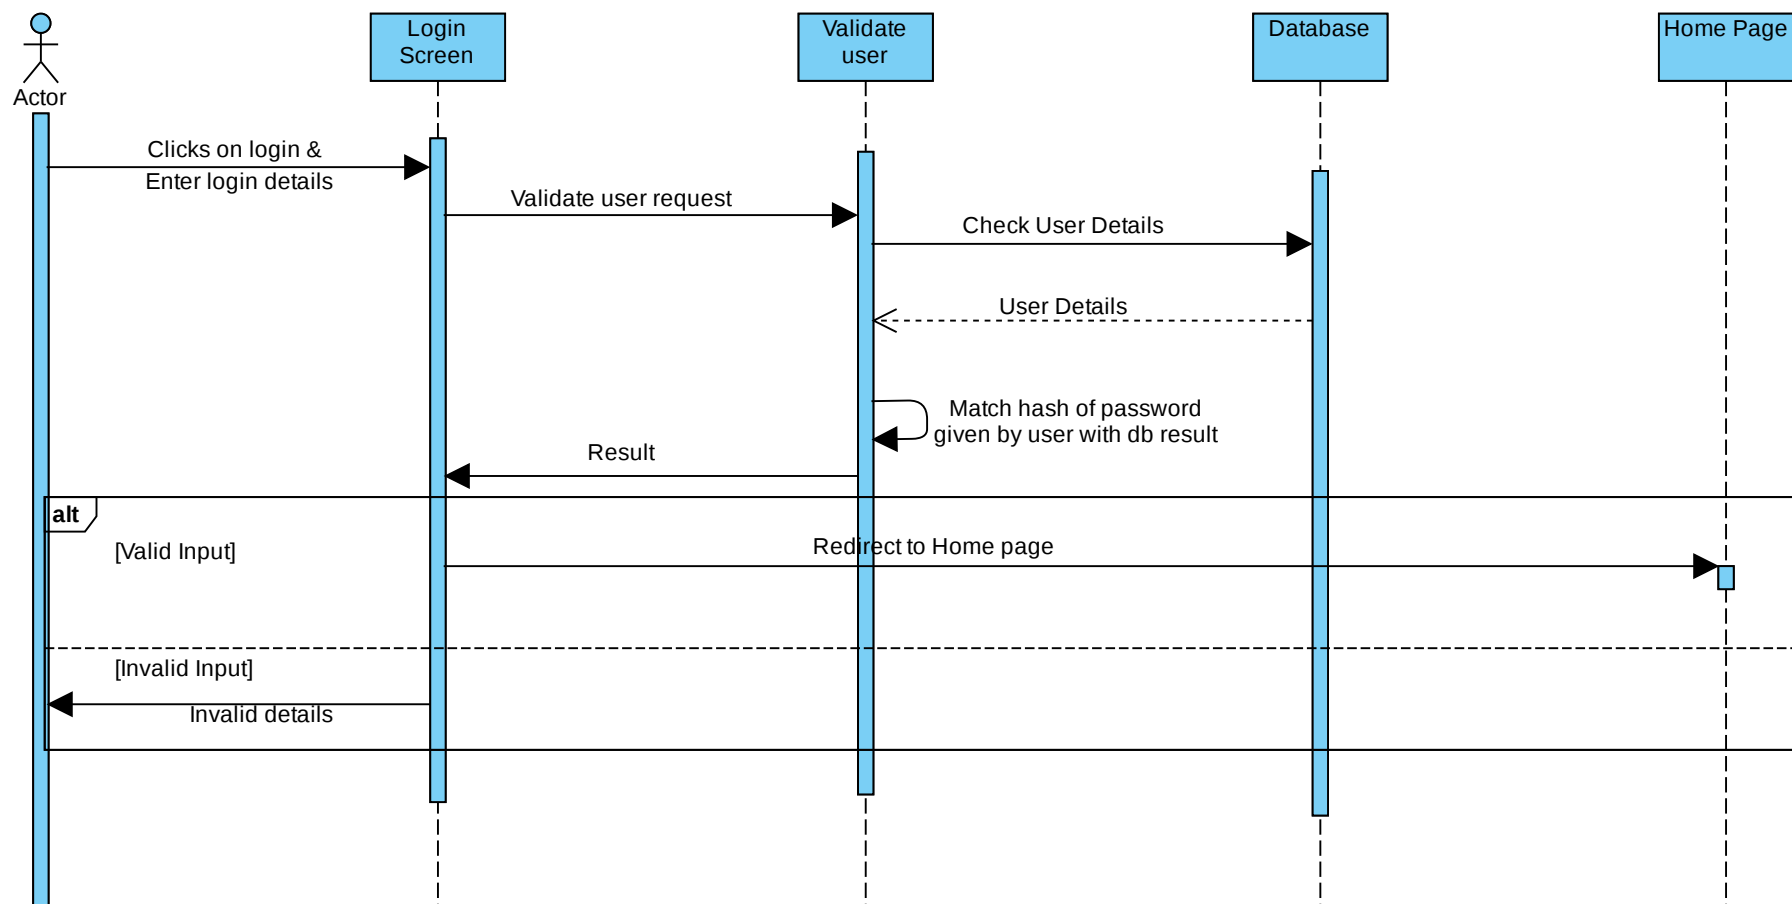 Login
Screen
Validate
user
Database
Home Page
Actor
Clicks on login &
Enter login details
Validate user request
Check User Details
User Details
Match hash of password
given by user with db result
Result
alt
[Valid Input]
Redirect to Home page
[Invalid Input]
Invalid details